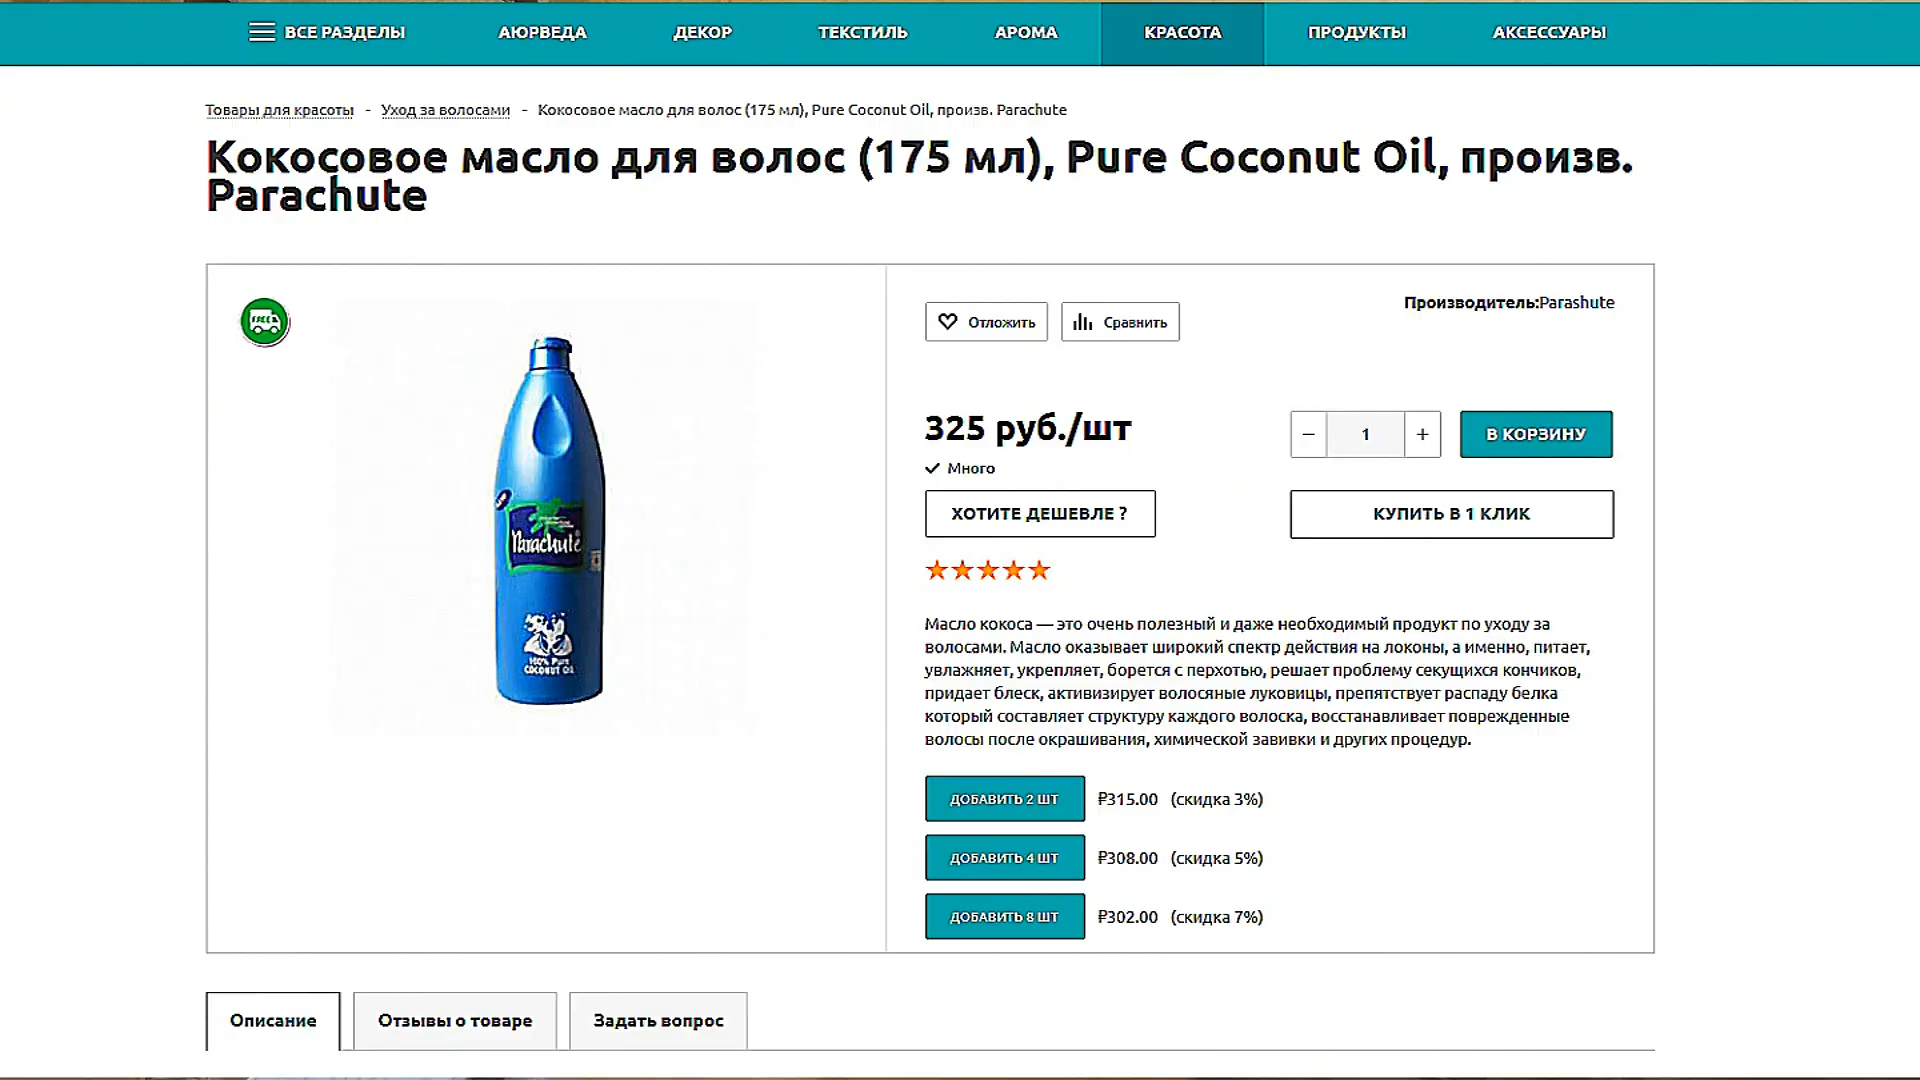 ВСЕ РАЗДЕЛЫ АЮРВЕДА ДЕКОР ТЕКСТИЛЬ АРОМА КРАСОТА ПРОДУКТЫ АКСЕССУАРЫ
Товары для красоты - Уход за волосами - Кокосовое масло для волос (175 мл), Pure Coconut Oil, произв. Parachute
Кокосовое масло для волос (175 мл), Pure Coconut Oil, произв.
Parachute
FREE
Parachute
100% Pure
COCONUT OIL
Отложить Сравнить
Производитель:Parashute
325 руб./шт
− 1 + В КОРЗИНУ
Много
ХОТИТЕ ДЕШЕВЛЕ ? КУПИТЬ В 1 КЛИК
Масло кокоса — это очень полезный и даже необходимый продукт по уходу за
волосами. Масло оказывает широкий спектр действия на локоны, а именно, питает,
увлажняет, укрепляет, борется с перхотью, решает проблему секущихся кончиков,
придает блеск, активизирует волосяные луковицы, препятствует распаду белка
который составляет структуру каждого волоска, восстанавливает поврежденные
волосы после окрашивания, химической завивки и других процедур.
ДОБАВИТЬ 2 ШТ ₽315.00 (скидка 3%)
ДОБАВИТЬ 4 ШТ ₽308.00 (скидка 5%)
ДОБАВИТЬ 8 ШТ ₽302.00 (скидка 7%)
Описание Отзывы о товаре Задать вопрос